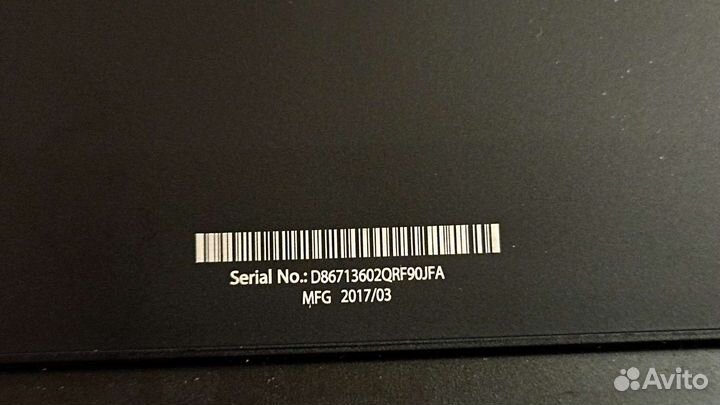 Serial No.: D86713602QRF90JFA
MFG 2017/03
Avito